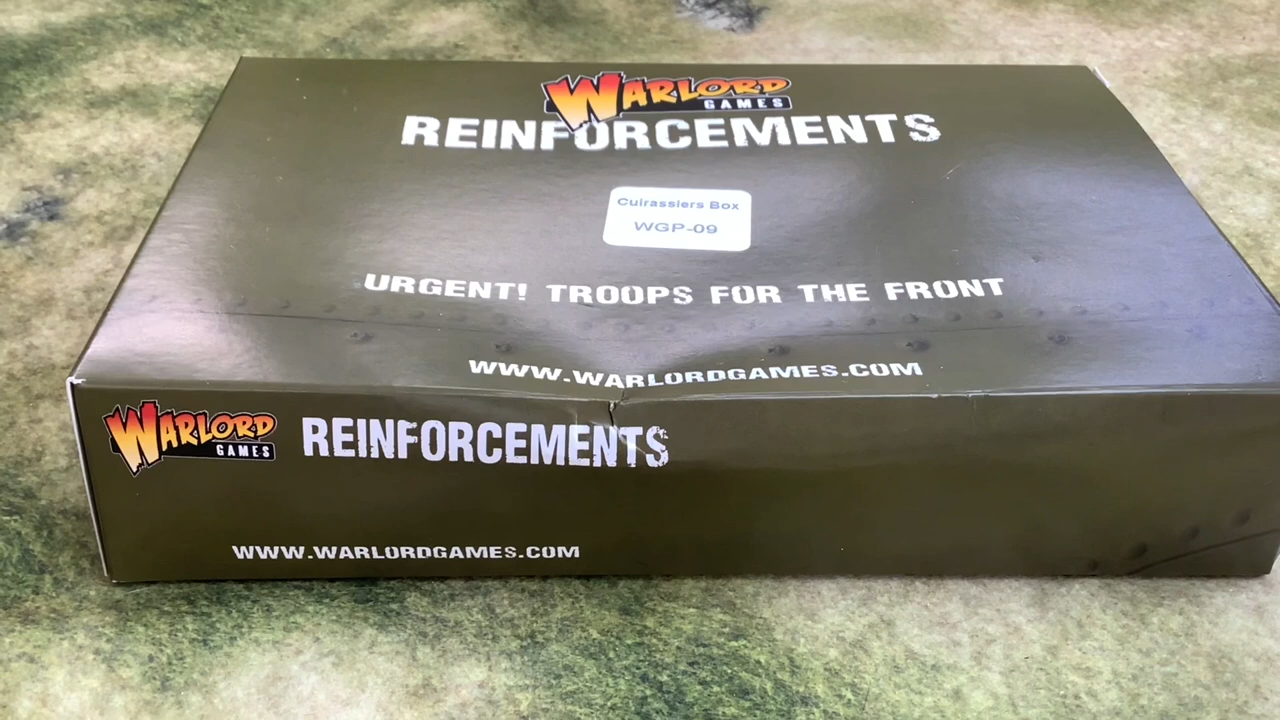 WARLORD
GAMES
REINFORCEMENTS
Cuirassiers Box
WGP-09
URGENT! TROOPS FOR THE FRONT
WWW.WARLORDGAMES.COM
WARLORD
GAMES
REINFORCEMENTS
WWW.WARLORDGAMES.COM